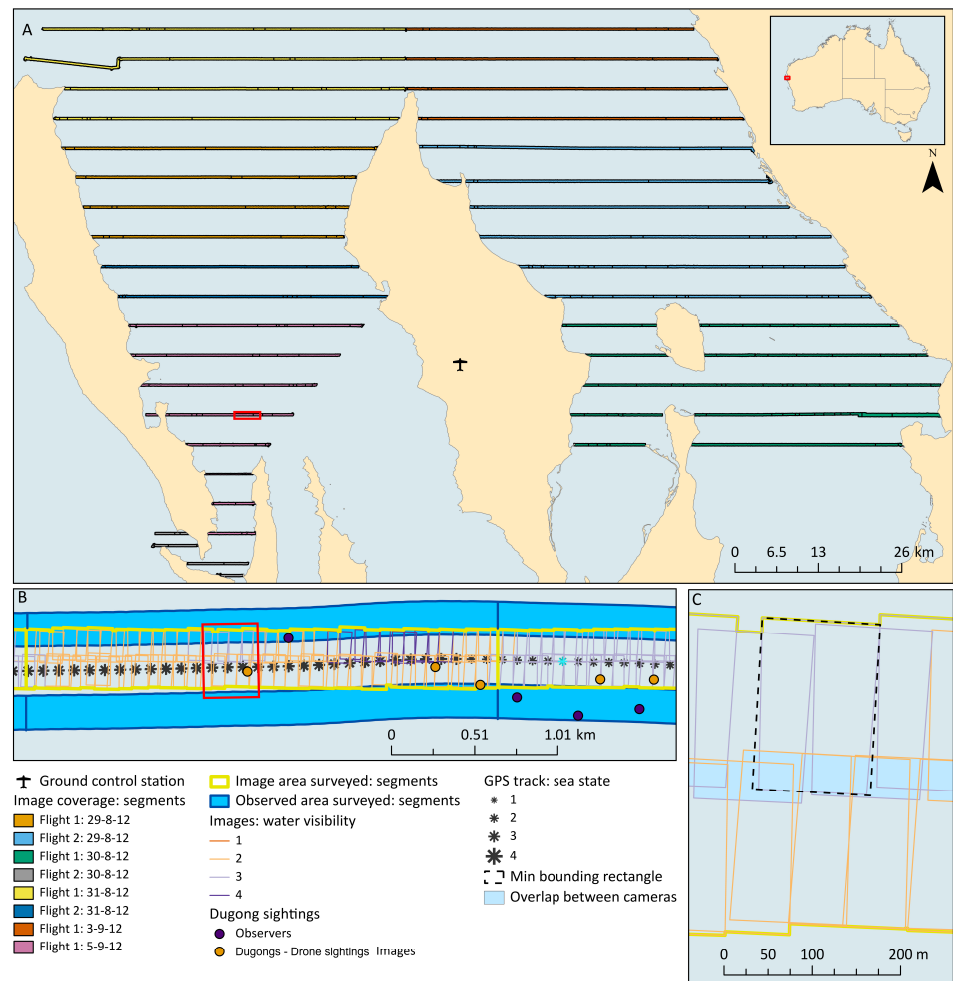 A
N
0 6.5 13 26 km
B
0 0.51 1.01 km
C
0 50 100 200 m
Ground control station
Image coverage: segments
Flight 1: 29-8-12
Flight 2: 29-8-12
Flight 1: 30-8-12
Flight 2: 30-8-12
Flight 1: 31-8-12
Flight 2: 31-8-12
Flight 1: 3-9-12
Flight 1: 5-9-12
Image area surveyed: segments
Observed area surveyed: segments
Images: water visibility
1
2
3
4
Dugong sightings
Observers
Dugongs - Drone sightings Images
GPS track: sea state
1
2
3
4
Min bounding rectangle
Overlap between cameras